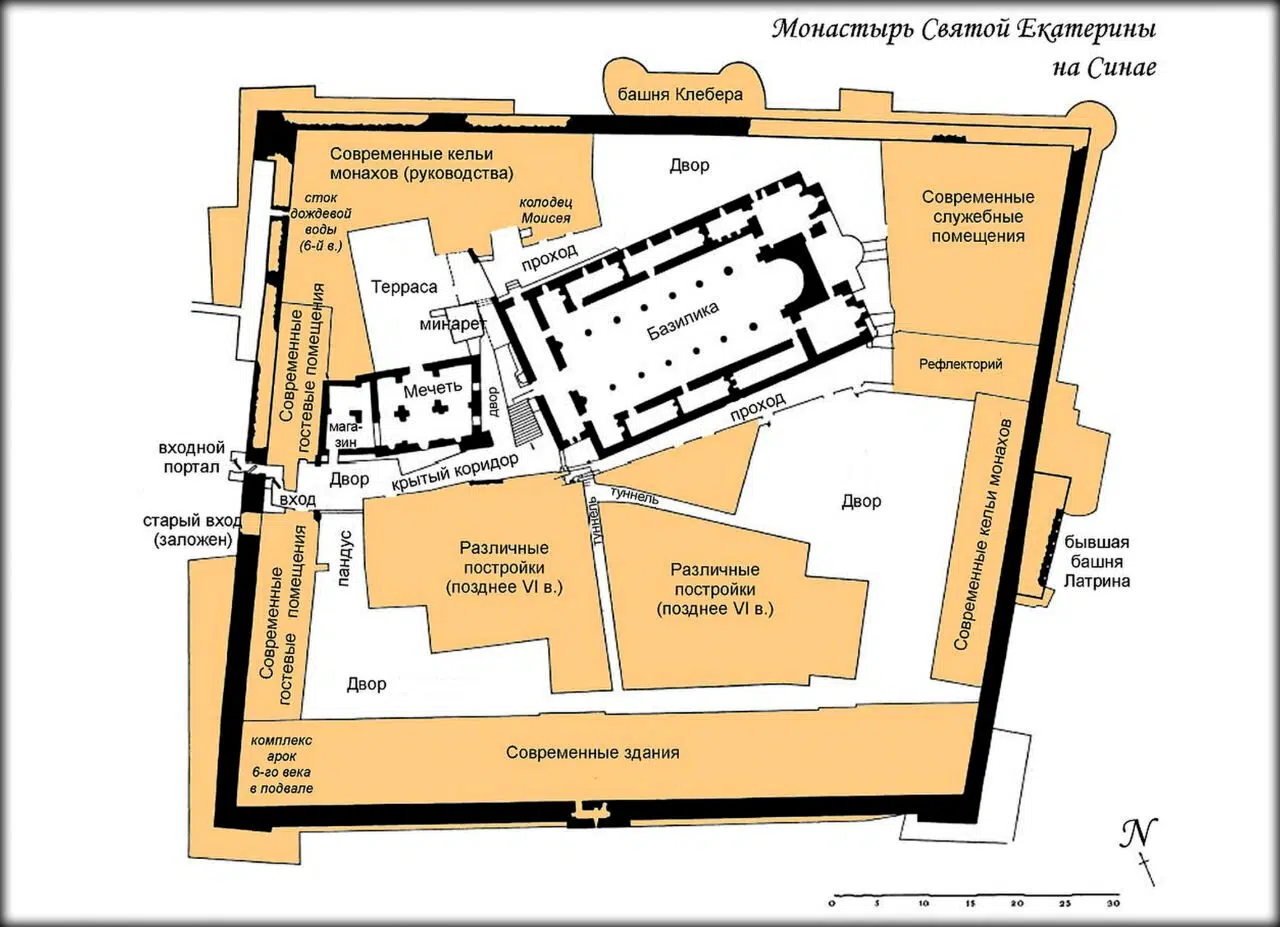 Монастырь Святой Екатерины
на Синае
башня Клебера
Современные кельи
монахов (руководства)
Двор
сток
дождевой
воды
(6-й в.)
колодец
Моисея
Современные
служебные
помещения
проход
Терраса
минарет
Базилика
Современные
гостевые помещения
Рефлекторий
Мечеть
двор
мага-
зин
проход
входной
портал
Двор
крытый коридор
вход
туннель
туннель
Двор
Современные кельи монахов
старый вход
(заложен)
пандус
Различные
постройки
(позднее VI в.)
Различные
постройки
(позднее VI в.)
бывшая
башня
Латрина
Современные
гостевые помещения
Двор
комплекс
арок
6-го века
в подвале
Современные здания
N
0 5 10 15 20 25 30